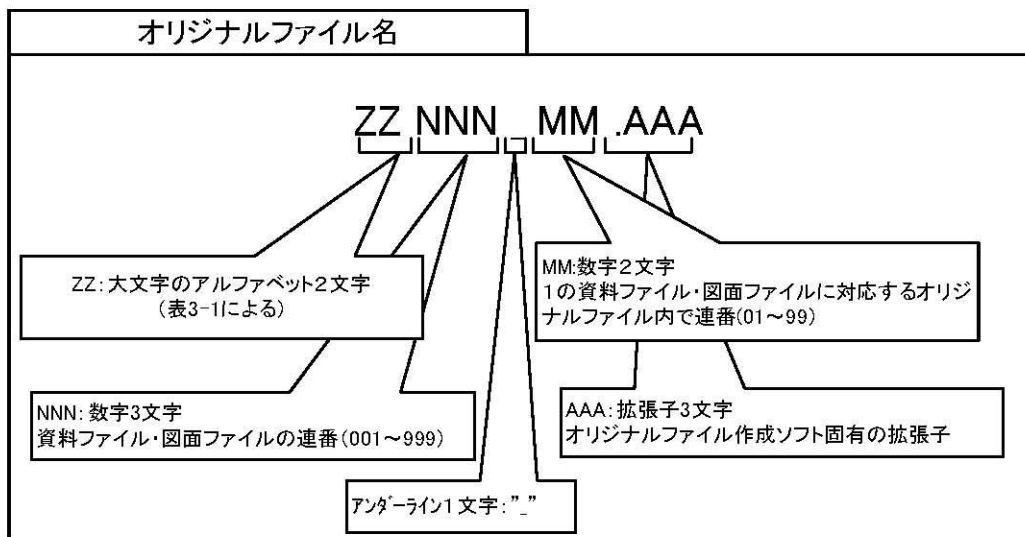 オリジナルファイル名
ZZ NNN _ MM .AAA
ZZ:大文字のアルファベット2文字
(表3-1による)
MM:数字2文字
1の資料ファイル・図面ファイルに対応するオリジ
ナルファイル内で連番(01~99)
NNN:数字3文字
資料ファイル・図面ファイルの連番(001~999)
AAA:拡張子3文字
オリジナルファイル作成ソフト固有の拡張子
アンダーライン1文字:”_”